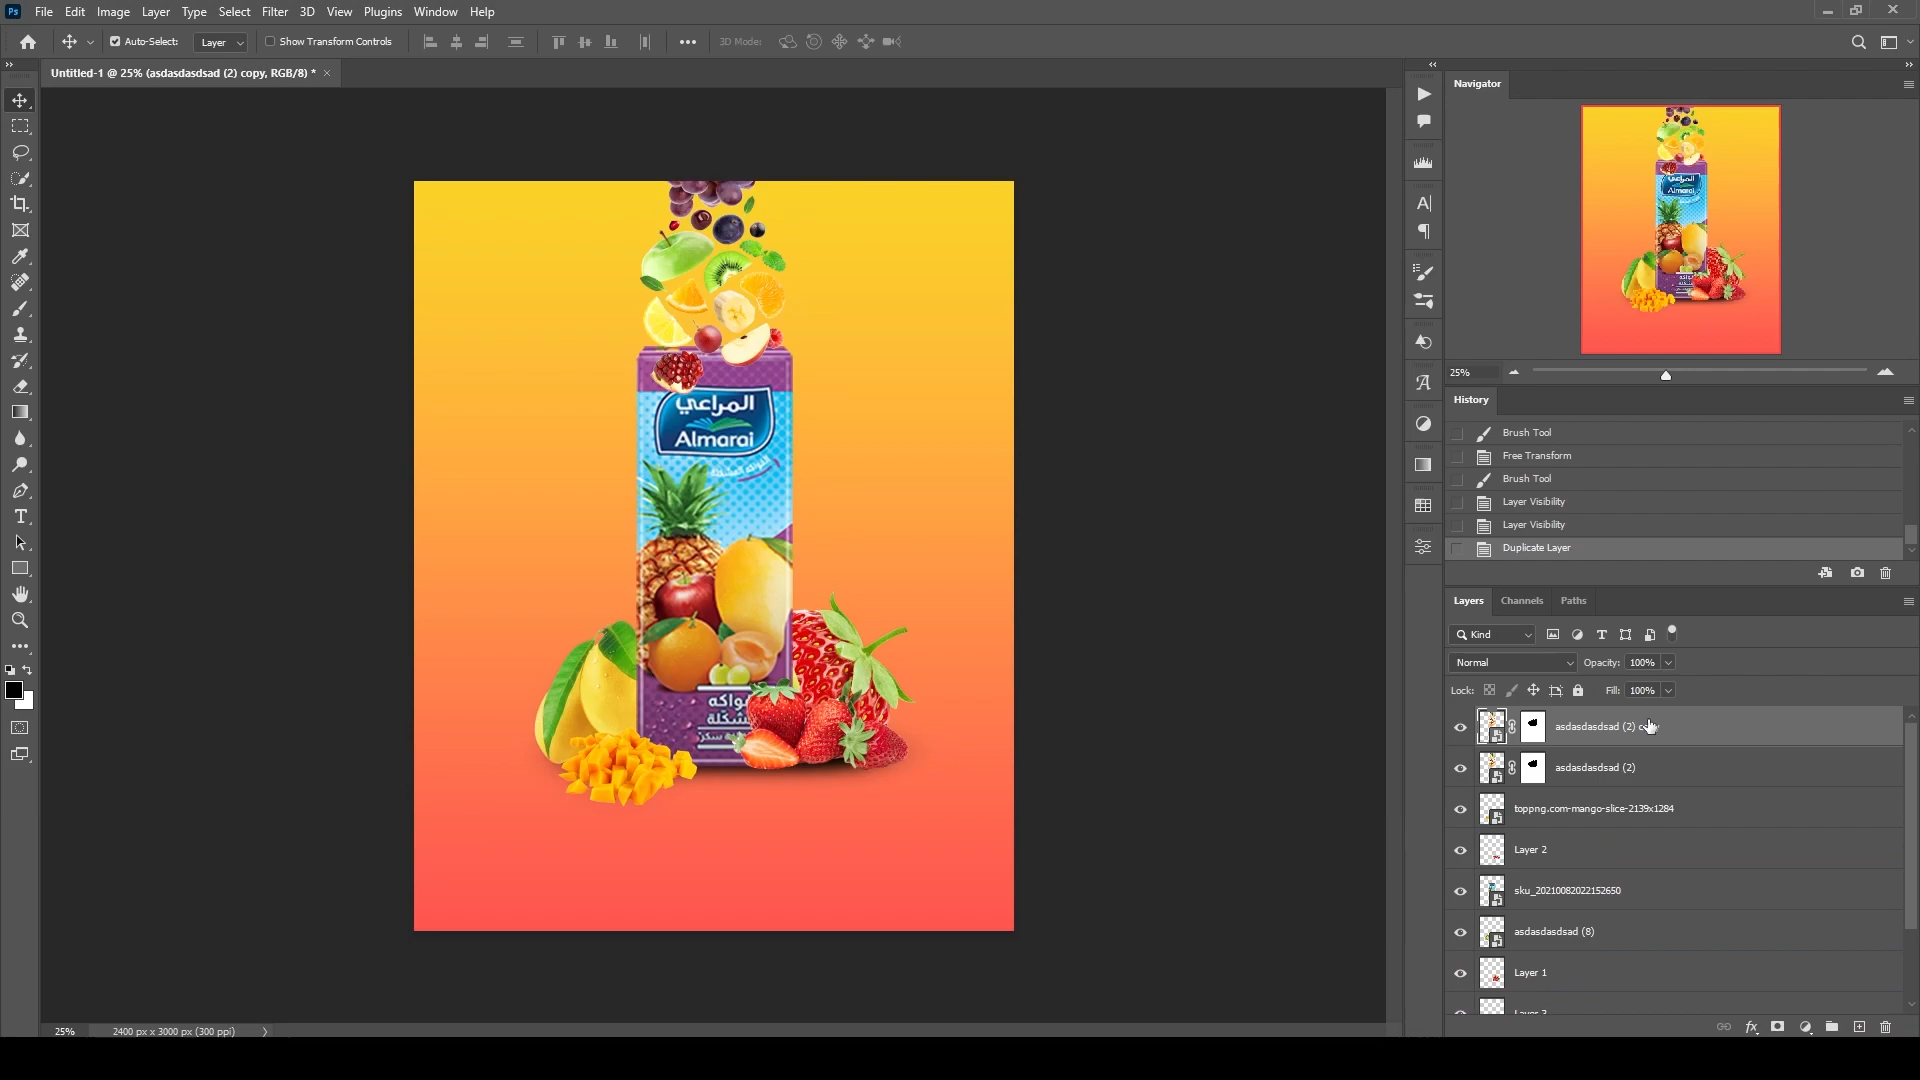 File Edit Image Layer Type Select Filter 3D View Plugins Window Help
Auto-Select: Layer Show Transform Controls 3D Mode:
Untitled-1 @ 25% (asdasdasdsad (2) copy, RGB/8) *
المراعي
Almarai
Navigator
25%
History
Brush Tool
Free Transform
Brush Tool
Layer Visibility
Layer Visibility
Duplicate Layer
Layers Channels Paths
Kind
Normal Opacity: 100%
Lock: Fill: 100%
asdasdasdsad (2)
asdasdasdsad (2)
toppng.com-mango-slice-2139x1284
Layer 2
sku_20210082022152650
asdasdasdsad (8)
Layer 1
25% 2400 px x 3000 px (300 ppi)